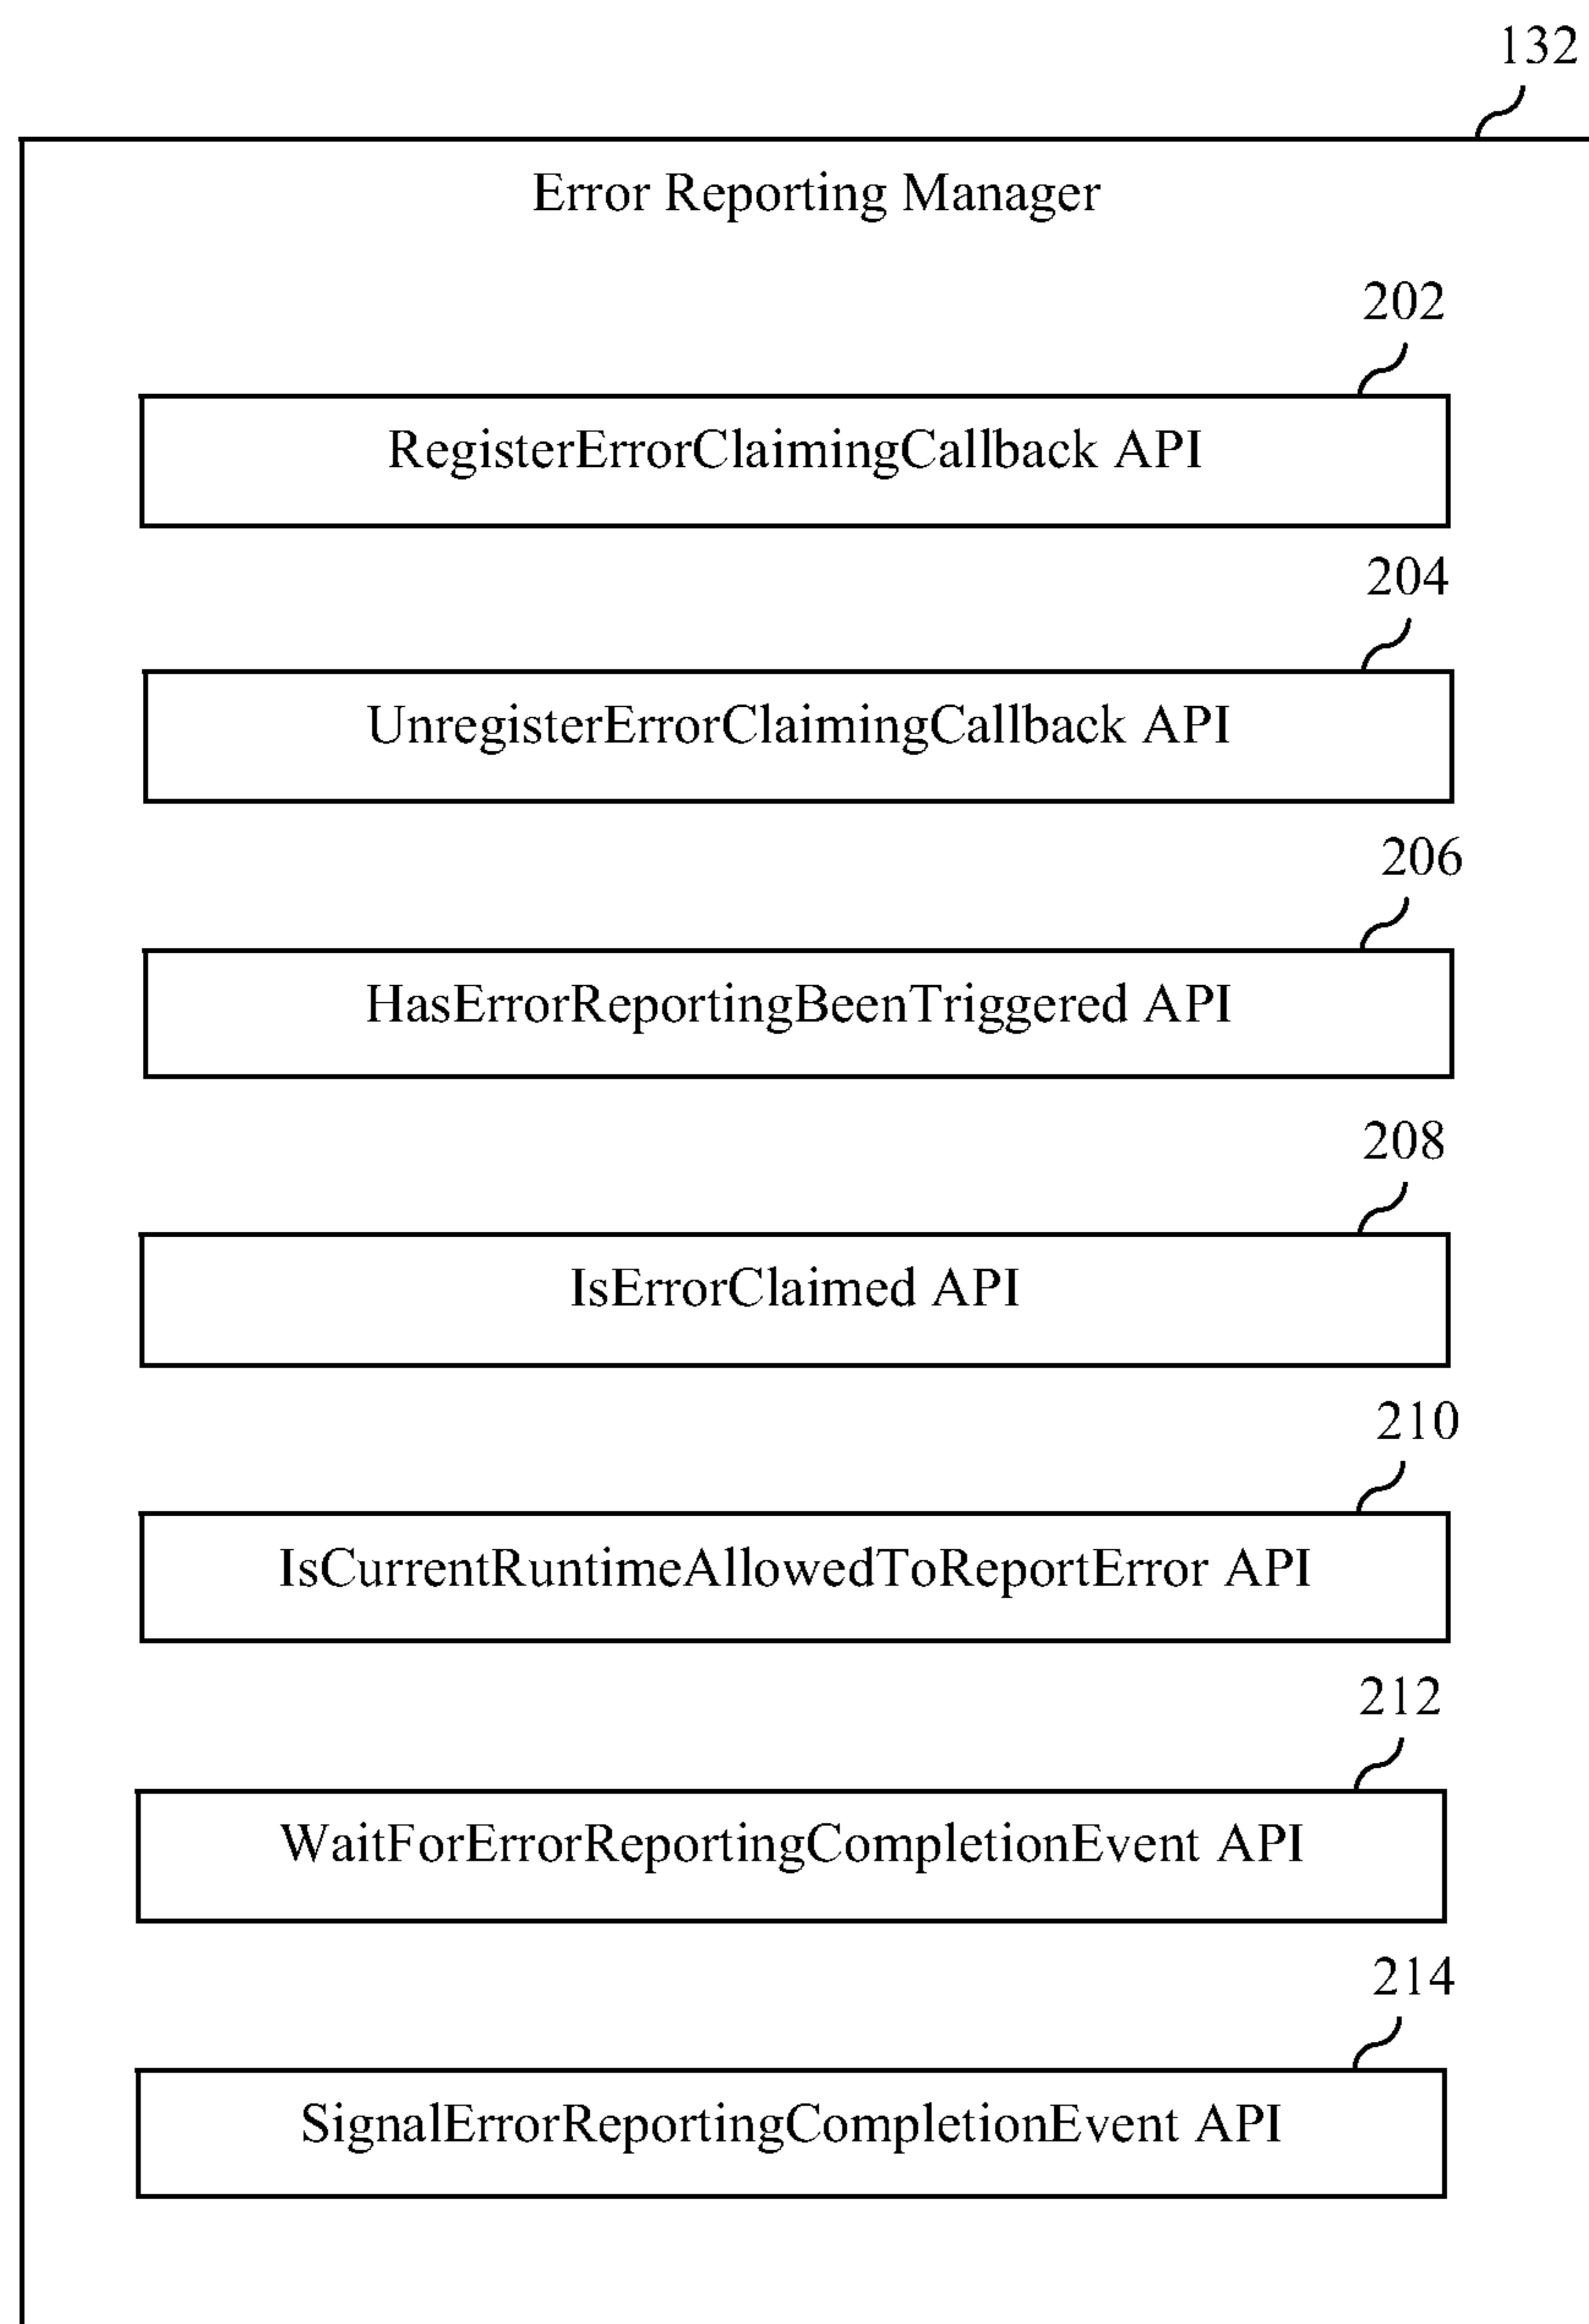 132
Error Reporting Manager
202
RegisterErrorClaimingCallback API
204
UnregisterErrorClaimingCallback API
206
HasErrorReportingBeenTriggered API
208
IsErrorClaimed API
210
IsCurrentRuntimeAllowedToReportError API
212
WaitForErrorReportingCompletionEvent API
214
SignalErrorReportingCompletionEvent API